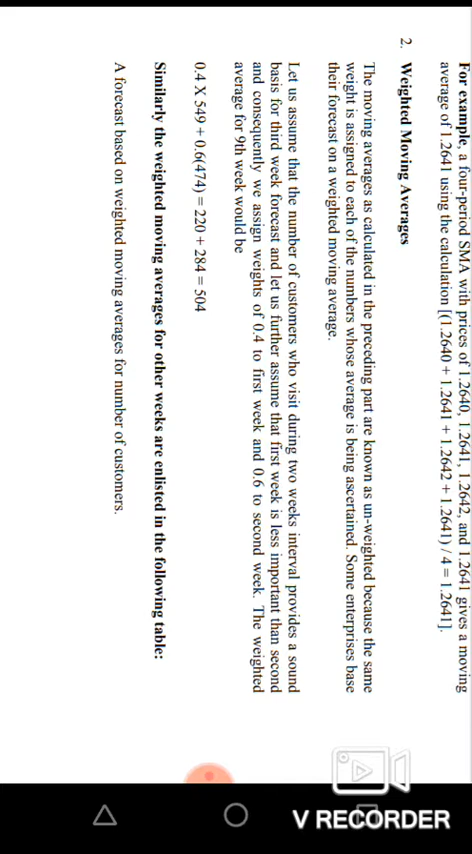 For example, a four-period SMA with prices of 1.2640, 1.2641, 1.2642, and 1.2641 gives a moving
average of 1.2641 using the calculation [(1.2640 + 1.2641 + 1.2642 + 1.2641) / 4 = 1.2641].
2. Weighted Moving Averages
The moving averages as calculated in the preceding part are known as un-weighted because the same
weight is assigned to each of the numbers whose average is being ascertained. Some enterprises base
their forecast on a weighted moving average.
Let us assume that the number of customers who visit during two weeks interval provides a sound
basis for third week forecast and let us further assume that first week is less important than second
and consequently we assign weights of 0.4 to first week and 0.6 to second week. The weighted
average for 9th week would be
0.4 X 549 + 0.6(474) = 220 + 284 = 504
Similarly the weighted moving averages for other weeks are enlisted in the following table:
A forecast based on weighted moving averages for number of customers.
V RECORDER